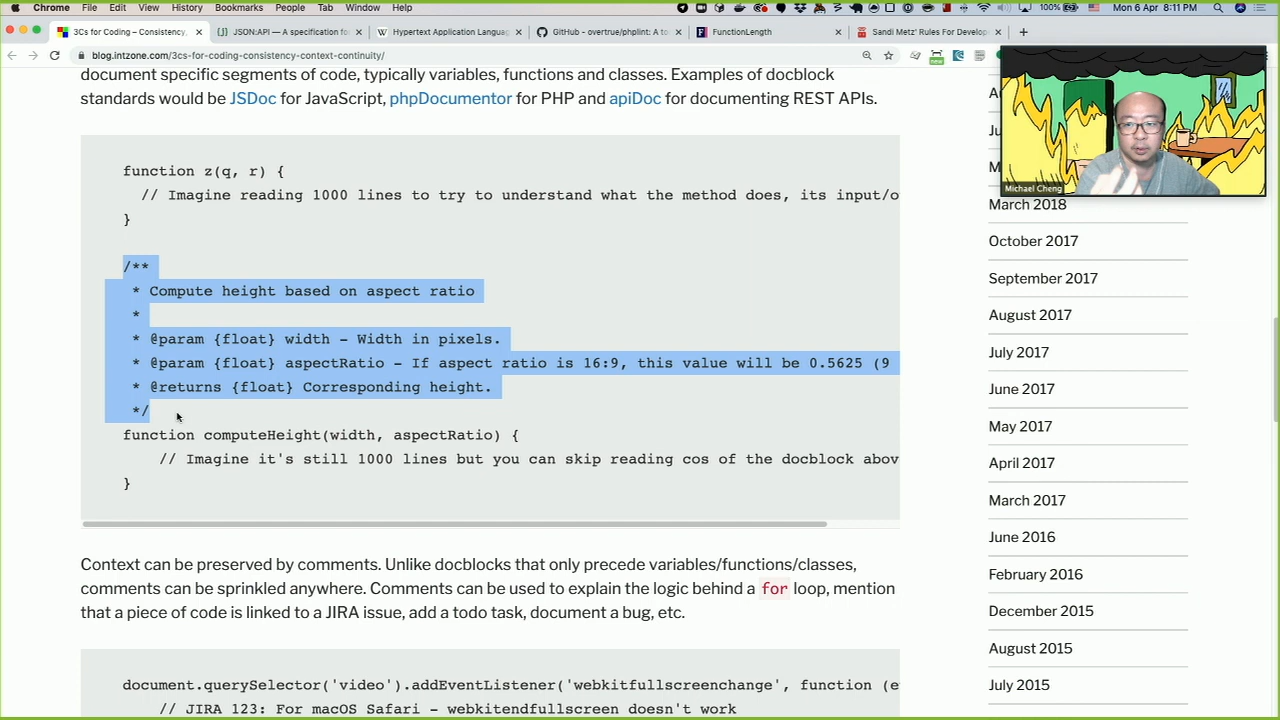 Chrome File Edit View History Bookmarks People Tab Window Help 100% Mon 6 Apr 8:11 PM
3Cs for Coding – Consistency, JSON:API — A specification fo Hypertext Application Langua GitHub - overtrue/phplint: A to FunctionLength Sandi Metz' Rules For Develop
blog.intzone.com/3cs-for-coding-consistency-context-continuity/
new
document specific segments of code, typically variables, functions and classes. Examples of docblock
standards would be JSDoc for JavaScript, phpDocumentor for PHP and apiDoc for documenting REST APIs.
function z(q, r) {
// Imagine reading 1000 lines to try to understand what the method does, its input/o
}
/**
* Compute height based on aspect ratio
*
* @param {float} width – Width in pixels.
* @param {float} aspectRatio – If aspect ratio is 16:9, this value will be 0.5625 (9
* @returns {float} Corresponding height.
*/
function computeHeight(width, aspectRatio) {
// Imagine it's still 1000 lines but you can skip reading cos of the docblock abov
}
Context can be preserved by comments. Unlike docblocks that only precede variables/functions/classes,
comments can be sprinkled anywhere. Comments can be used to explain the logic behind a for loop, mention
that a piece of code is linked to a JIRA issue, add a todo task, document a bug, etc.
document.querySelector('video').addEventListener('webkitfullscreenchange', function (e
// JIRA 123: For macOS Safari – webkitendfullscreen doesn't work
Michael Cheng
March 2018
October 2017
September 2017
August 2017
July 2017
June 2017
May 2017
April 2017
March 2017
June 2016
February 2016
December 2015
August 2015
July 2015